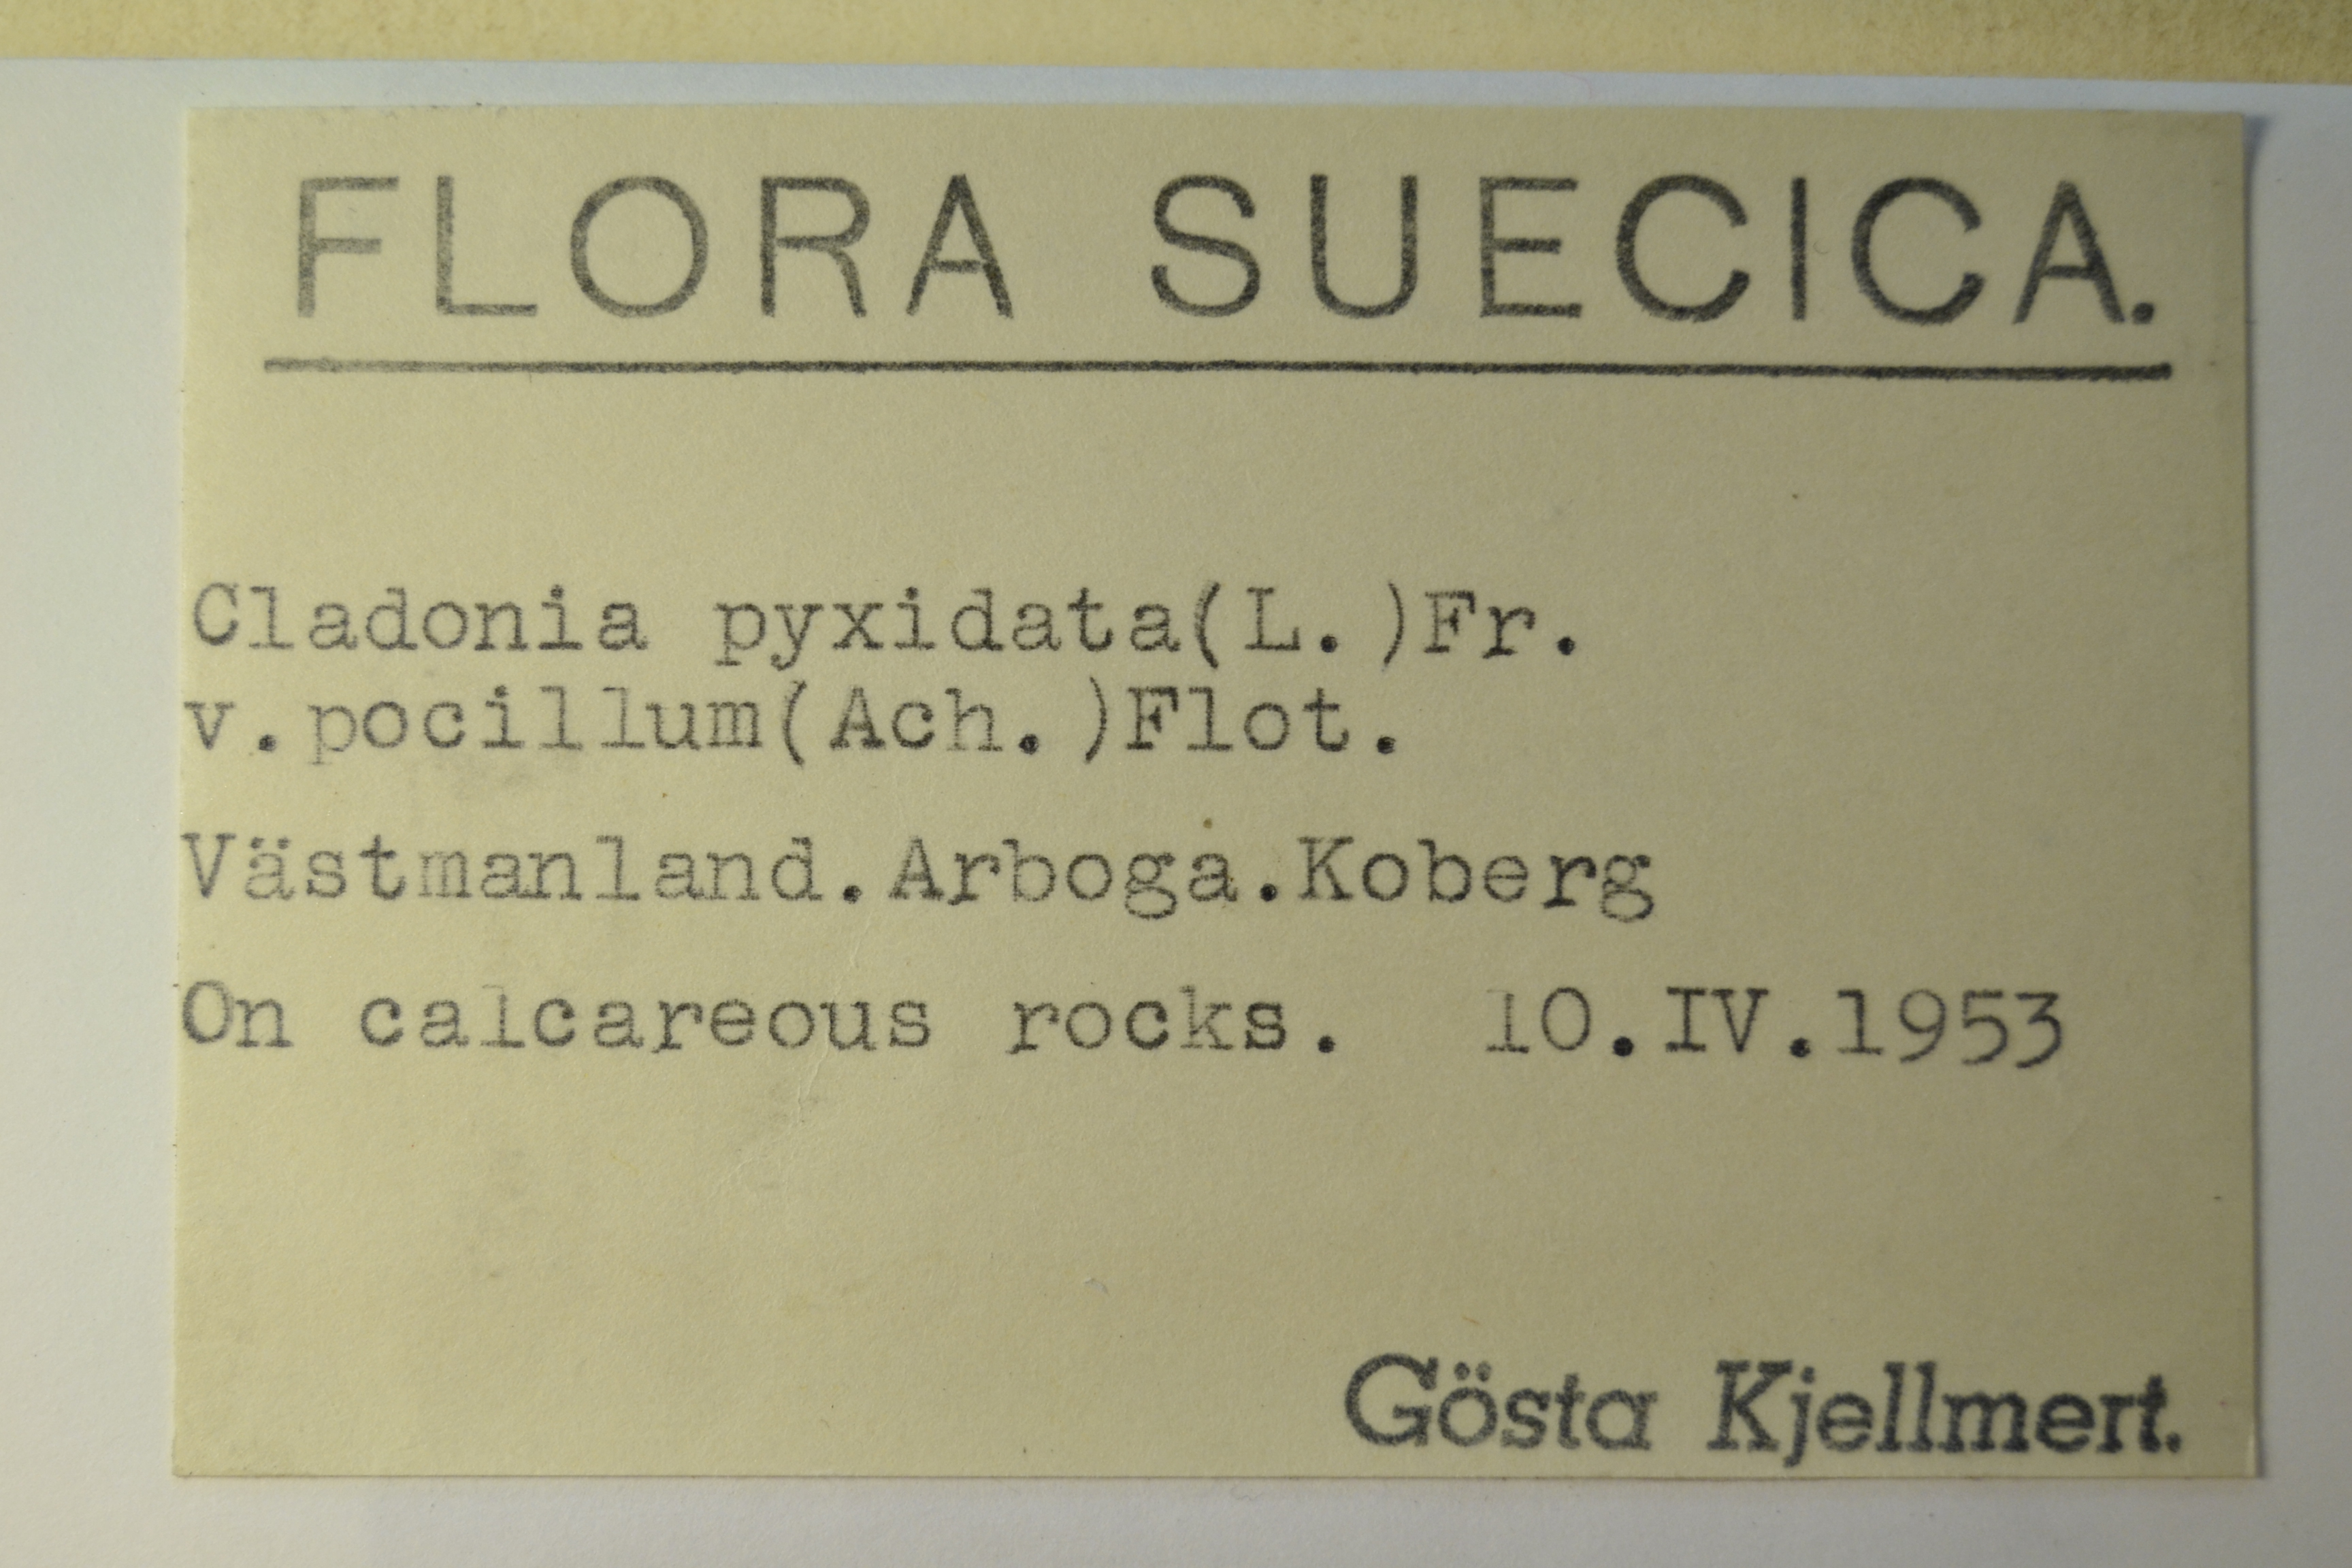 FLORA SUECICA.
Cladonia pyxidata(L.)Fr.
v.pocillum(Ach.)Flot.
Västmanland.Arboga.Koberg
On calcareous rocks. 10.IV.1953
Gösta Kjellmert.